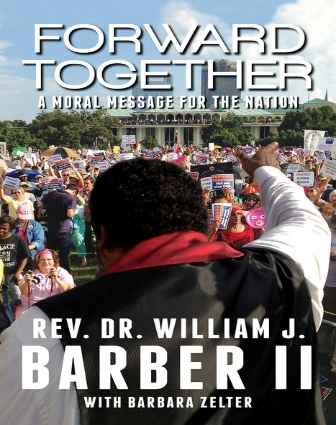 FORWARD
TOGETHER
A MORAL MESSAGE FOR THE NATION
REV. DR. WILLIAM J.
BARBER II
WITH BARBARA ZELTER